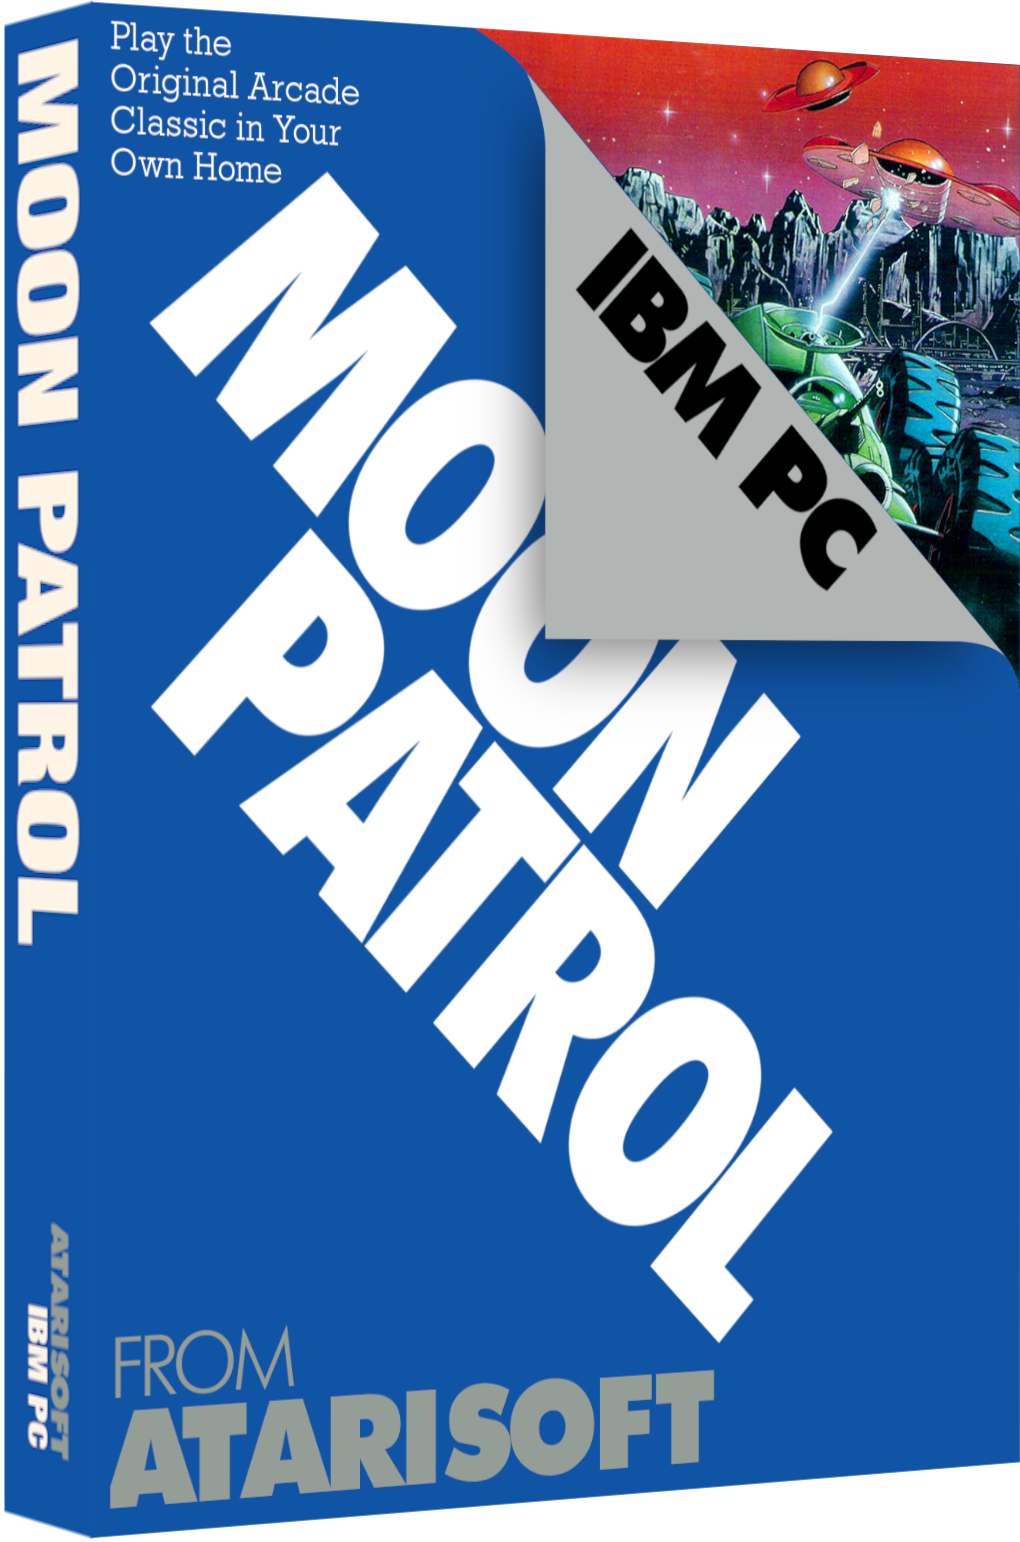 MOON PATROL
ATARISOFT
IBM PC
Play the
Original Arcade
Classic in Your
Own Home
IBM PC
MOON
PATROL
FROM
ATARISOFT